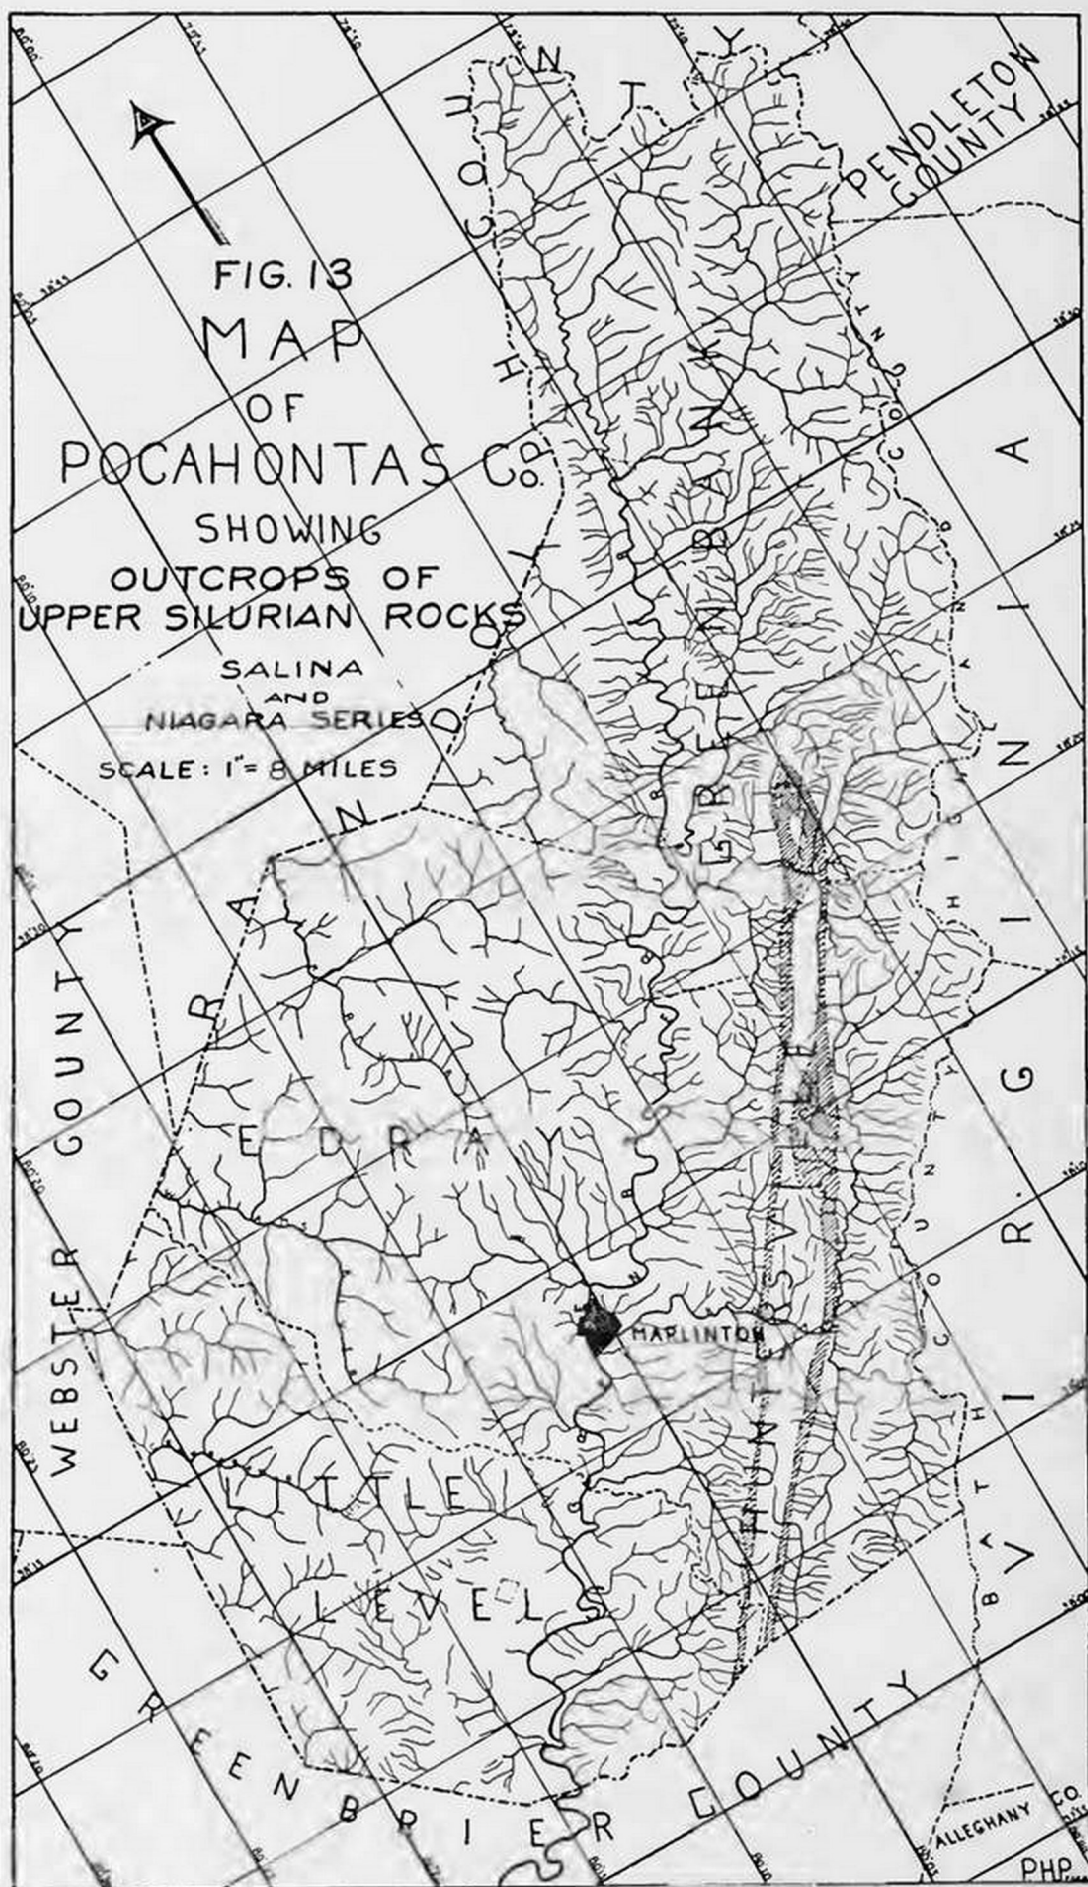 FIG. 13
MAP
OF
POCAHONTAS CO.
SHOWING
OUTCROPS OF
UPPER SILURIAN ROCKS
SALINA
AND
NIAGARA SERIES
SCALE: 1"= 8 MILES
RANDOLPH COUNTY
PENDLETON
COUNTY
GREENBANK
HIGHLAND COUNTY
VIRGINIA
WEBSTER COUNTY
EDRAY
HUNTERSVILLE
MARLINTON
LITTLE
LEVELS
BATH COUNTY
GREENBRIER COUNTY
ALLEGHANY CO.
PHP